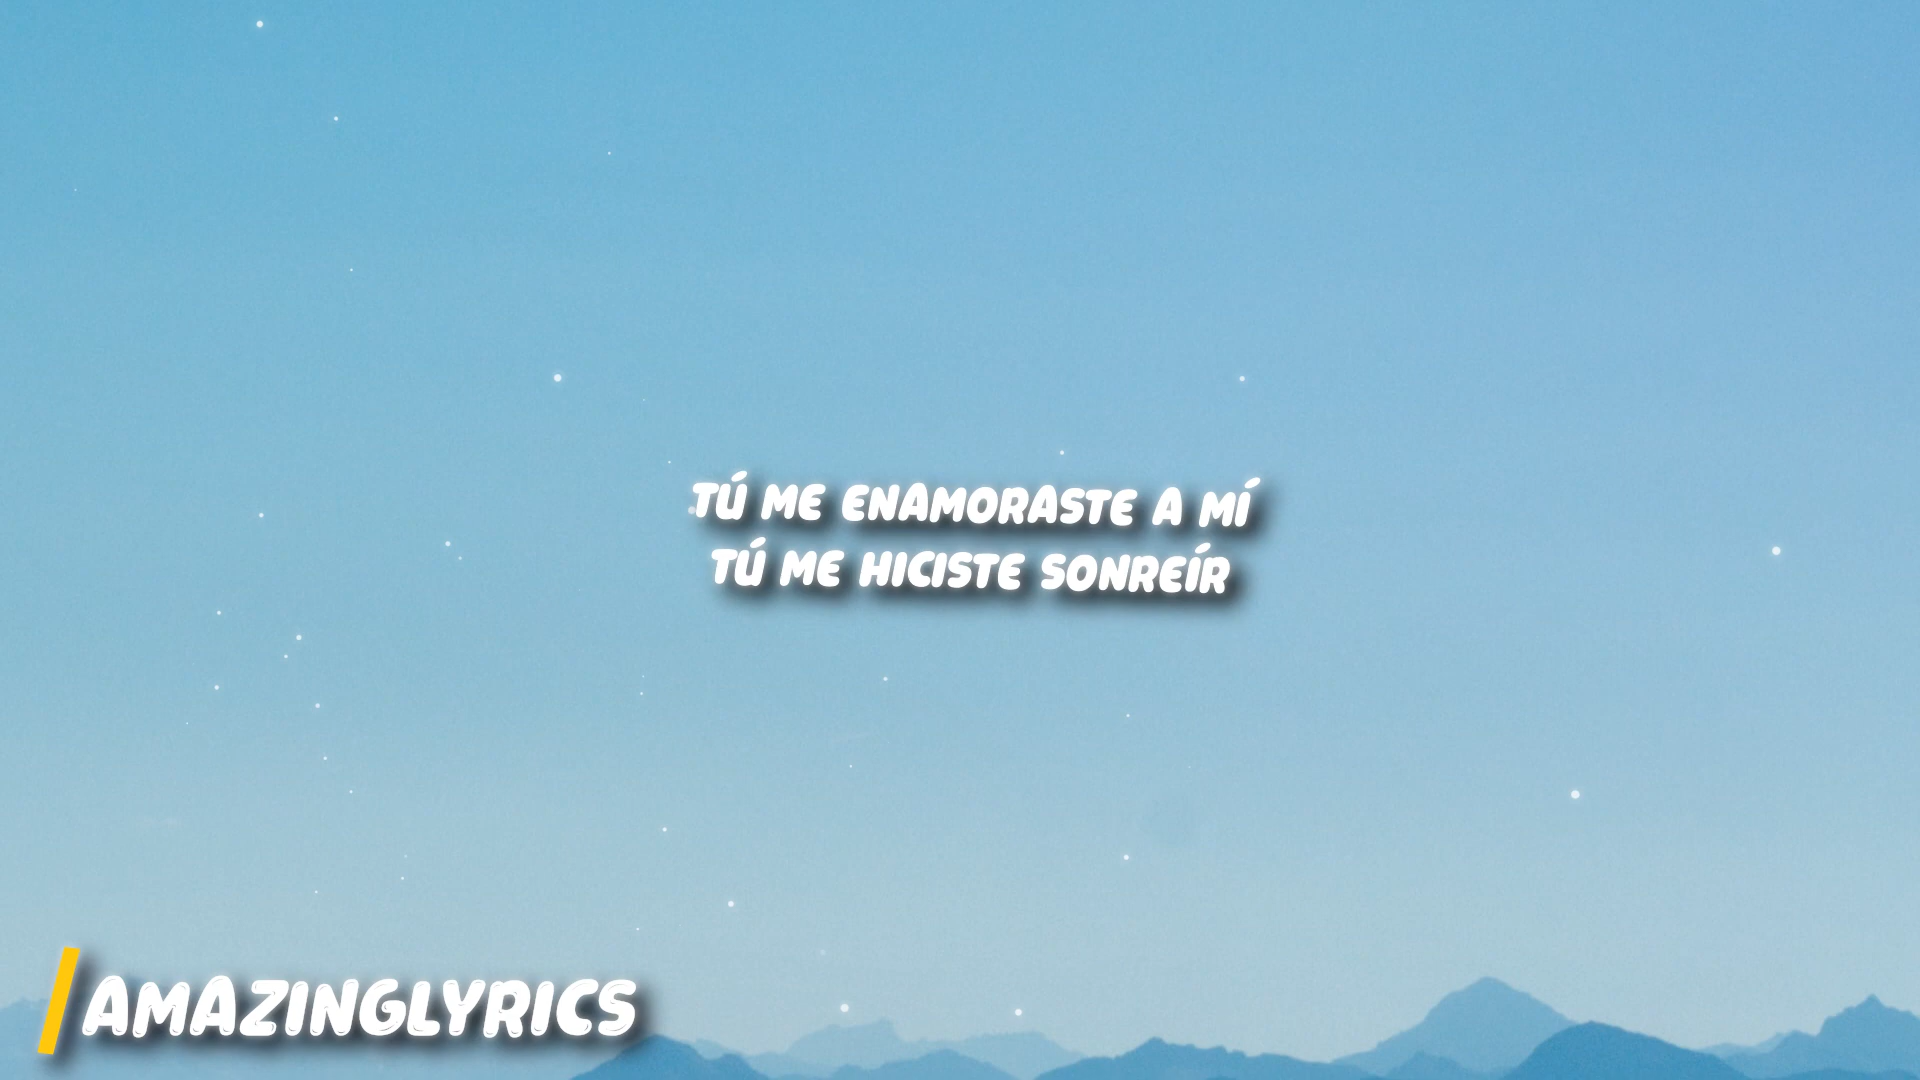 TÚ ME ENAMORASTE A MÍ
TÚ ME HICISTE SONREÍR
AMAZINGLYRICS